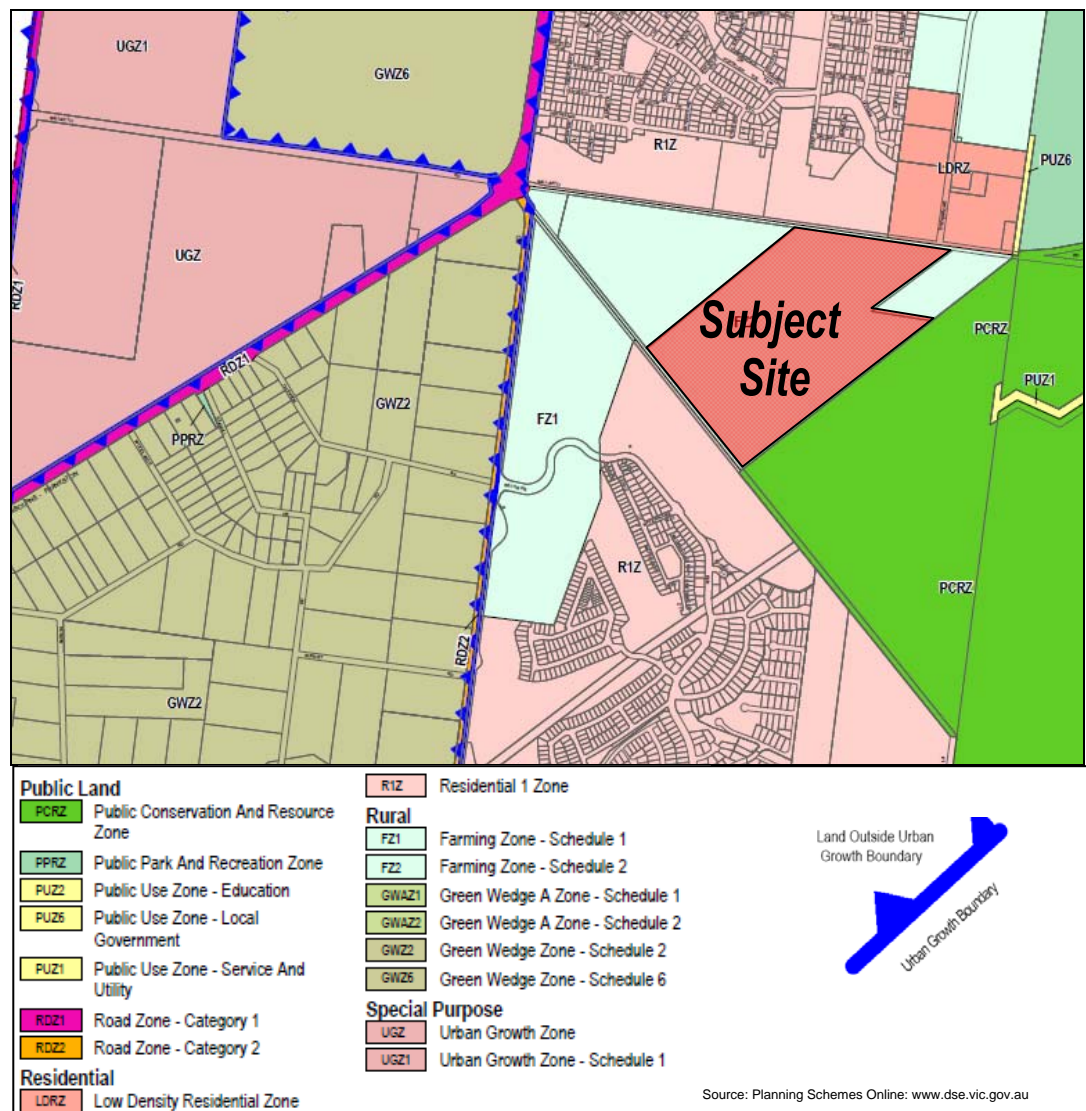 UGZ1
GWZ6
R1Z
LDRZ
PUZ6
UGZ
RDZ1
Subject
Site
PCRZ
PUZ1
RDZ1
GWZ2
PPRZ
FZ1
R1Z
PCRZ
RDZ2
GWZ2
Public Land
PCRZ Public Conservation And Resource
Zone
PPRZ Public Park And Recreation Zone
PUZ2 Public Use Zone - Education
PUZ6 Public Use Zone - Local
Government
PUZ1 Public Use Zone - Service And
Utility
RDZ1 Road Zone - Category 1
RDZ2 Road Zone - Category 2
Residential
LDRZ Low Density Residential Zone
R1Z Residential 1 Zone
Rural
FZ1 Farming Zone - Schedule 1
FZ2 Farming Zone - Schedule 2
GWAZ1 Green Wedge A Zone - Schedule 1
GWAZ2 Green Wedge A Zone - Schedule 2
GWZ2 Green Wedge Zone - Schedule 2
GWZ6 Green Wedge Zone - Schedule 6
Special Purpose
UGZ Urban Growth Zone
UGZ1 Urban Growth Zone - Schedule 1
Land Outside Urban
Growth Boundary
Urban Growth Boundary
Source: Planning Schemes Online: www.dse.vic.gov.au